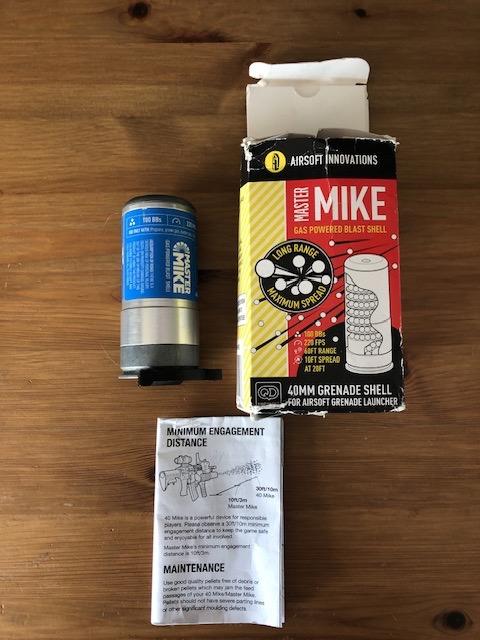 AIRSOFT INNOVATIONS
MASTER
MIKE
GAS POWERED BLAST SHELL
LONG RANGE
MAXIMUM SPREAD
100 BBs
220 FPS
60FT RANGE
10FT SPREAD
AT 20FT
40MM GRENADE SHELL
FOR AIRSOFT GRENADE LAUNCHER
100 BBs
MASTER
MIKE
GAS POWERED BLAST SHELL
MINIMUM ENGAGEMENT
DISTANCE
30ft/10m
40 Mike
10ft/3m
Master Mike
40 Mike is a powerful device for responsible
players. Please observe a 30ft/10m minimum
engagement distance to keep the game safe
and enjoyable for all involved.
Master Mike's minimum engagement
distance is 10ft/3m.
MAINTENANCE
Use good quality pellets free of debris or
broken pellets which may jam the feed
passages of your 40 Mike/Master Mike.
Pellets should not have severe parting lines
or other significant moulding defects.